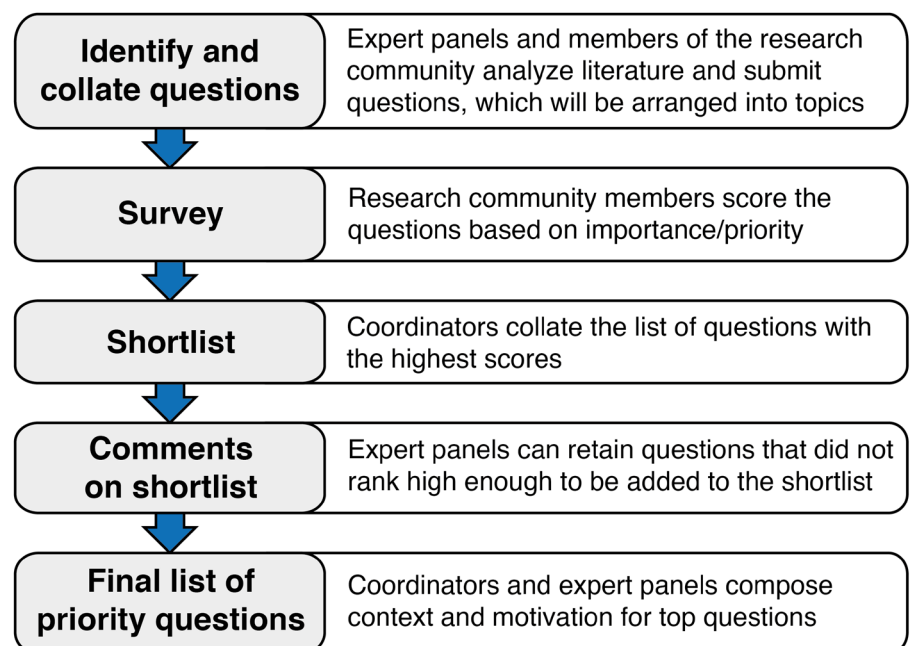 Identify and
collate questions
Expert panels and members of the research
community analyze literature and submit
questions, which will be arranged into topics
Survey
Research community members score the
questions based on importance/priority
Shortlist
Coordinators collate the list of questions with
the highest scores
Comments
on shortlist
Expert panels can retain questions that did not
rank high enough to be added to the shortlist
Final list of
priority questions
Coordinators and expert panels compose
context and motivation for top questions